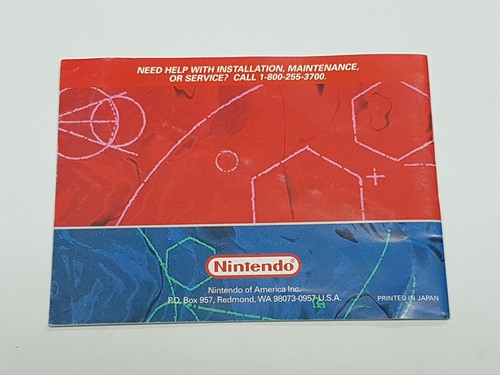 NEED HELP WITH INSTALLATION, MAINTENANCE,
OR SERVICE? CALL 1-800-255-3700.
Nintendo®
Nintendo of America Inc.
P.O. Box 957, Redmond, WA 98073-0957 U.S.A.
PRINTED IN JAPAN